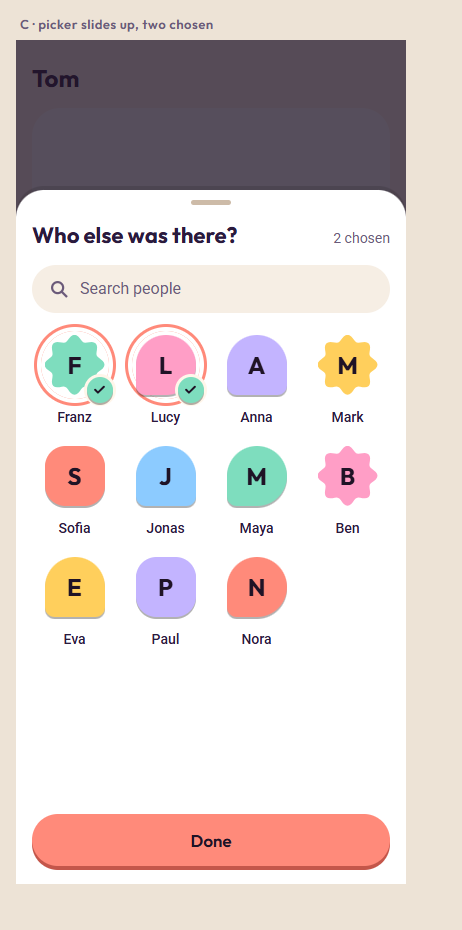 C · picker slides up, two chosen
Tom
Who else was there?
2 chosen
Search people
F L A M
Franz Lucy Anna Mark
S J M B
Sofia Jonas Maya Ben
E P N
Eva Paul Nora
Done